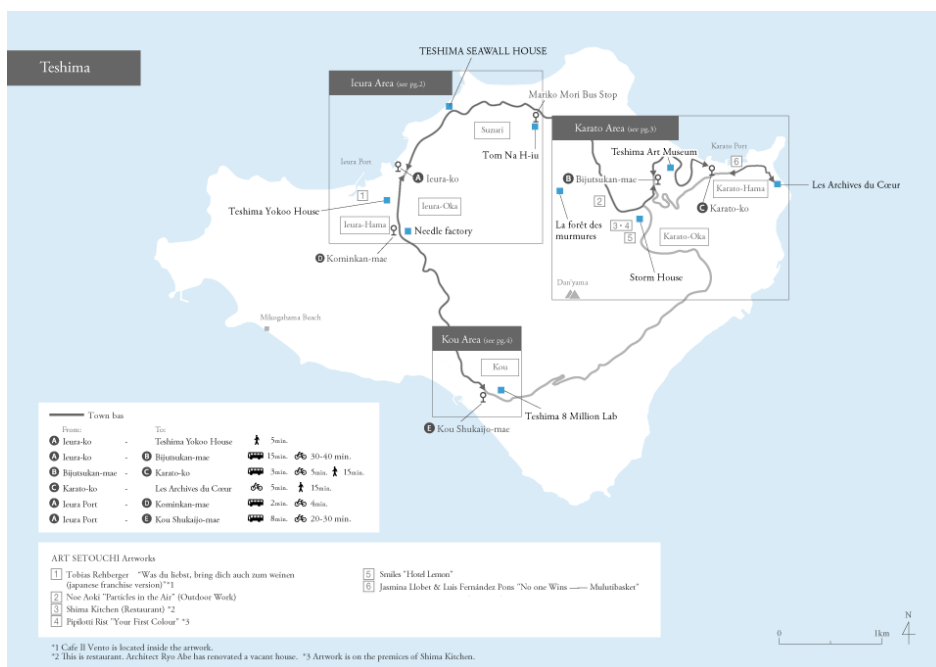 Teshima
TESHIMA SEAWALL HOUSE
Ieura Area (see pg.2)
Mariko Mori Bus Stop
Suzuri
Tom Na H-iu
Karato Area (see pg.3)
Teshima Art Museum
Karato Port
6
Ieura Port
A Ieura-ko
B Bijutsukan-mae
Karato-Hama
Les Archives du Cœur
1
Teshima Yokoo House
Ieura-Oka
2
C Karato-ko
La forêt des
murmures
Ieura-Hama
Needle factory
3・4
5
Karato-Oka
D Kominkan-mae
Storm House
Dan'yama
Mikogahama Beach
Kou Area (see pg.4)
Kou
Teshima 8 Million Lab
E Kou Shukaijo-mae
Town bus
From: To:
A Ieura-ko - Teshima Yokoo House 5min.
A Ieura-ko - B Bijutsukan-mae 15min. 30-40 min.
B Bijutsukan-mae - C Karato-ko 3min. 5min. 15min.
C Karato-ko - Les Archives du Cœur 5min. 15min.
A Ieura Port - D Kominkan-mae 2min. 4min.
A Ieura Port - E Kou Shukaijo-mae 8min. 20-30 min.
ART SETOUCHI Artworks
1 Tobias Rehberger "Was du liebst, bring dich auch zum weinen
(japanese franchise version)"*1
2 Noe Aoki "Particles in the Air" (Outdoor Work)
3 Shima Kitchen (Restaurant) *2
4 Pipilotti Rist "Your First Colour" *3
5 Smiles "Hotel Lemon"
6 Jasmina Llobet & Luis Fernández Pons "No one Wins —— Mulutibasket"
*1 Cafe Il Vento is located inside the artwork.
*2 This is restaurant. Architect Ryo Abe has renovated a vacant house. *3 Artwork is on the premices of Shima Kitchen.
0 1km
N